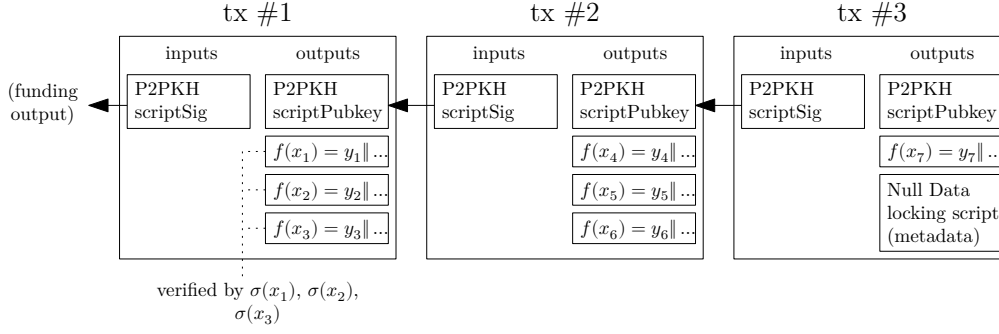 tx #1
tx #2
tx #3
inputs
outputs
inputs
outputs
inputs
outputs
(funding
output)
P2PKH
scriptSig
P2PKH
scriptPubkey
P2PKH
scriptSig
P2PKH
scriptPubkey
P2PKH
scriptSig
P2PKH
scriptPubkey
f(x₁) = y₁‖ ...
f(x₂) = y₂‖ ...
f(x₃) = y₃‖ ...
f(x₄) = y₄‖ ...
f(x₅) = y₅‖ ...
f(x₆) = y₆‖ ...
f(x₇) = y₇‖ ...
Null Data
locking script
(metadata)
verified by σ(x₁), σ(x₂),
σ(x₃)